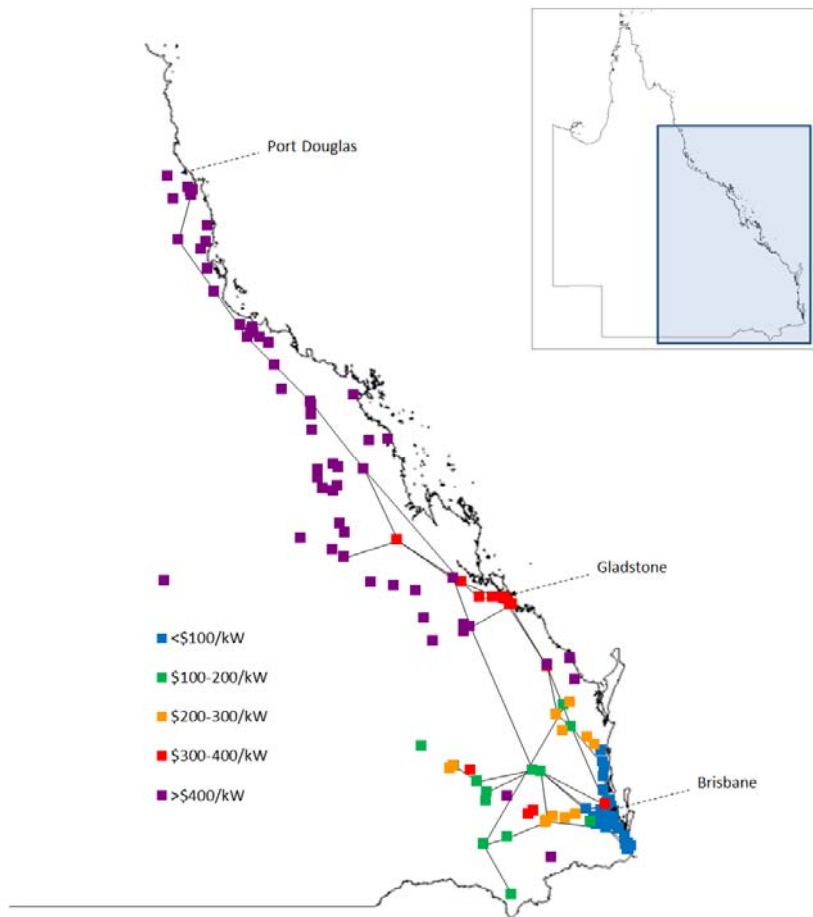 Port Douglas
Gladstone
<$100/kW
$100-200/kW
$200-300/kW
$300-400/kW
>$400/kW
Brisbane